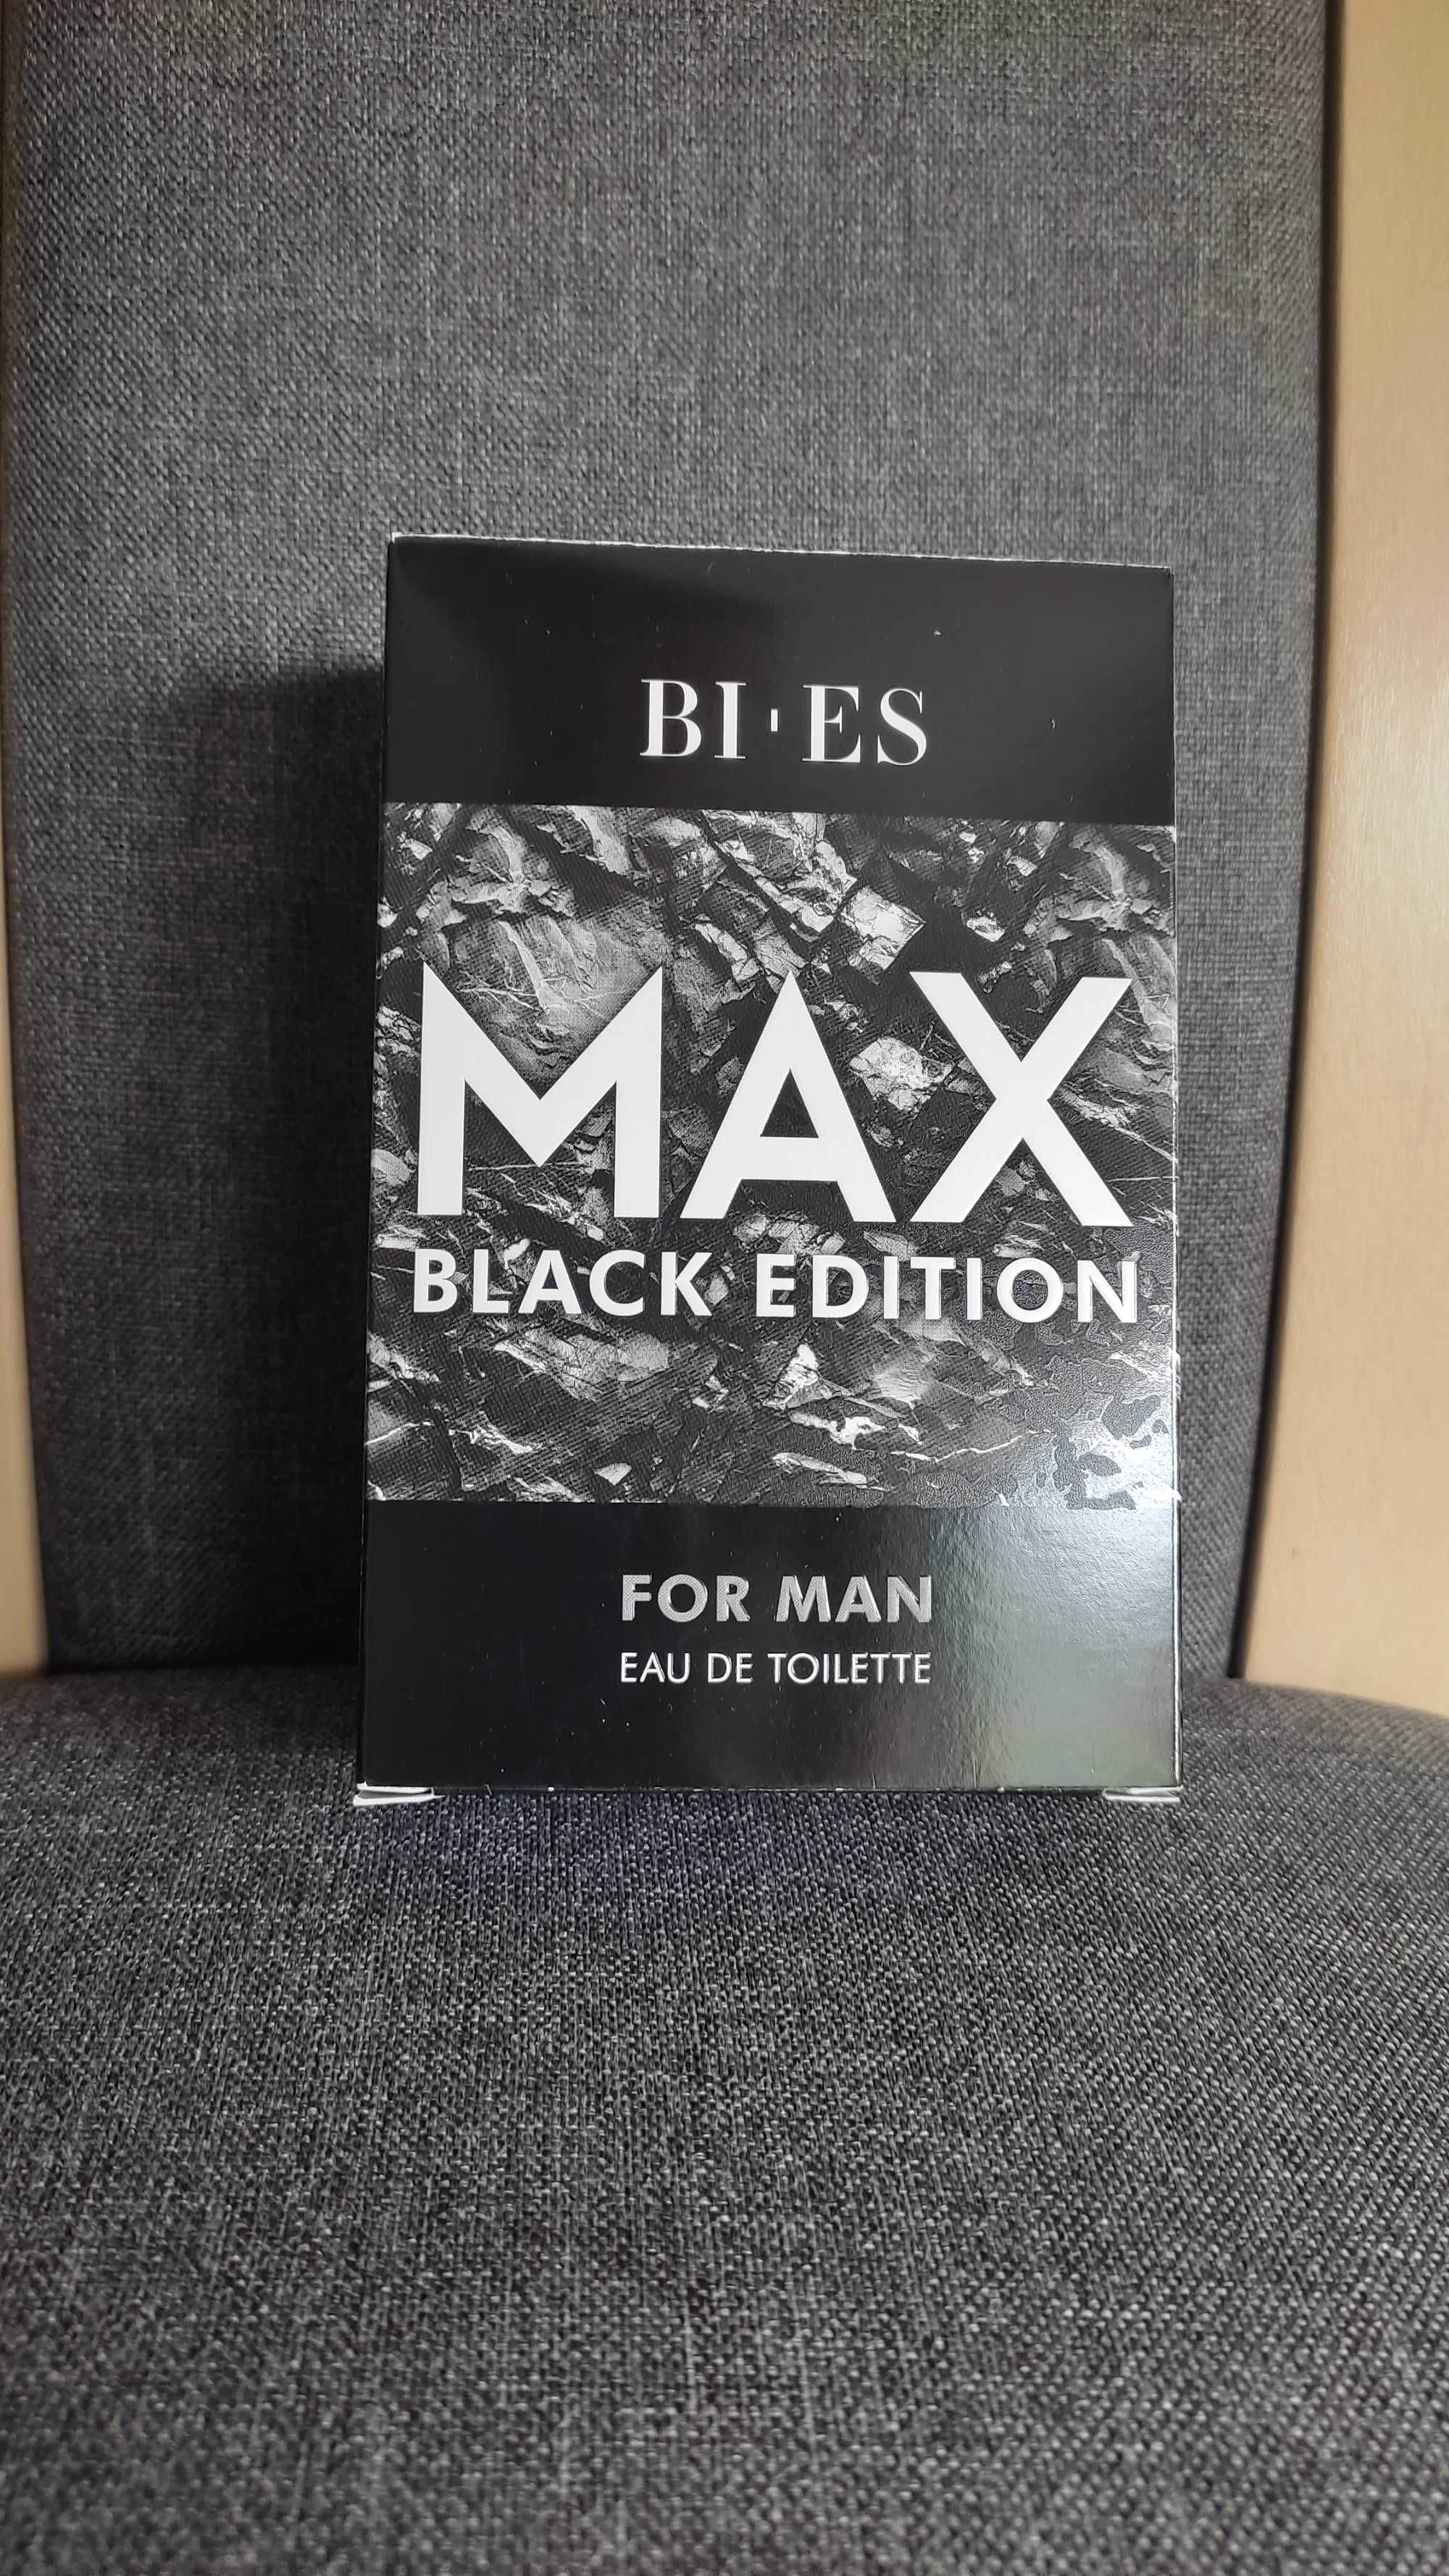 BI·ES
MAX
BLACK EDITION
FOR MAN
EAU DE TOILETTE